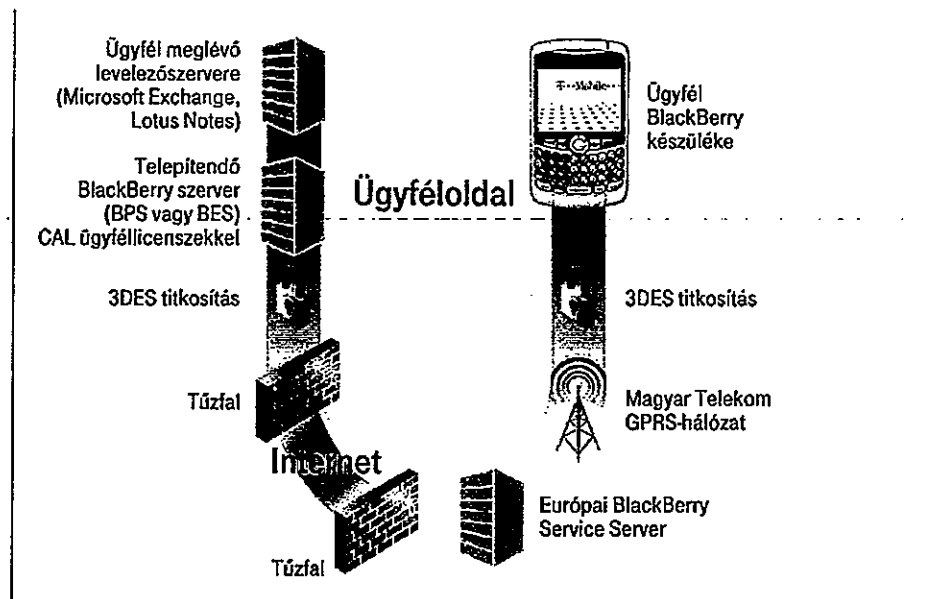 Ügyfél meglévő
levelezőszervere
(Microsoft Exchange,
Lotus Notes)
Telepítendő
BlackBerry szerver
(BPS vagy BES)
CAL ügyféllicenszekkel
3DES titkosítás
Tűzfal
Internet
Tűzfal
Ügyféloldal
T··Mobile··
Ügyfél
BlackBerry
készüléke
3DES titkosítás
Magyar Telekom
GPRS-hálózat
Európai BlackBerry
Service Server